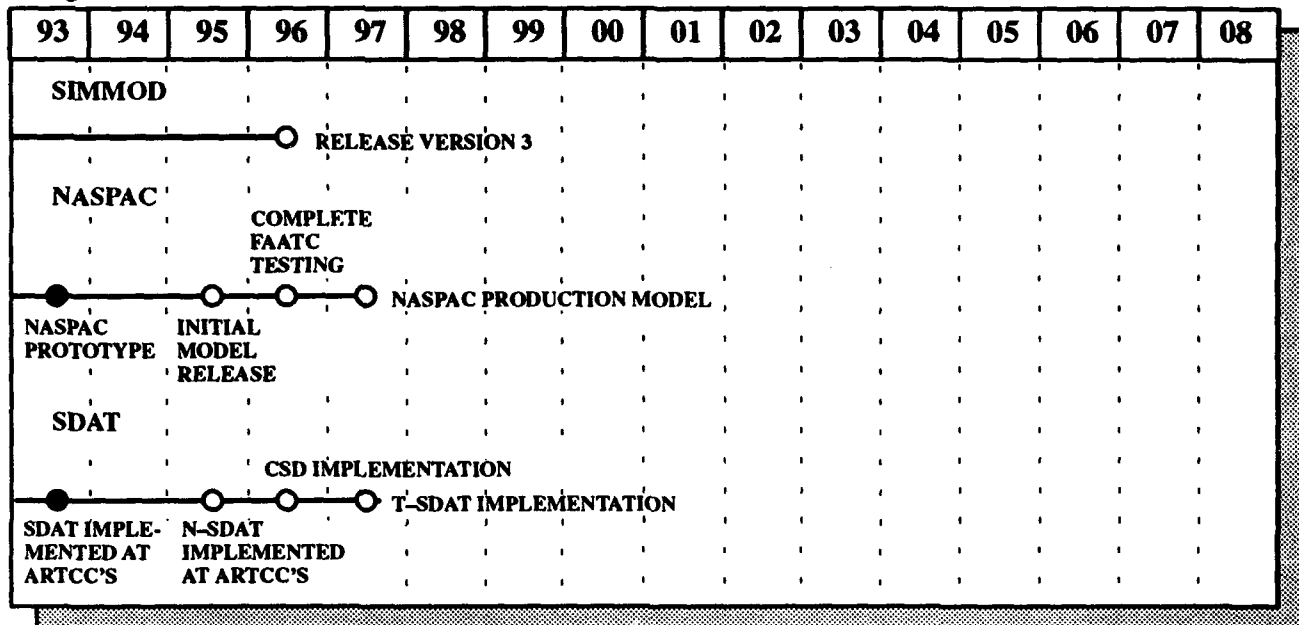 93 94 95 96 97 98 99 00 01 02 03 04 05 06 07 08
SIMMOD
RELEASE VERSION 3
NASPAC
COMPLETE
FAATC
TESTING
NASPAC PRODUCTION MODEL
NASPAC
PROTOTYPE
INITIAL
MODEL
RELEASE
SDAT
CSD IMPLEMENTATION
T–SDAT IMPLEMENTATION
SDAT IMPLE-
MENTED AT
ARTCC'S
N–SDAT
IMPLEMENTED
AT ARTCC'S